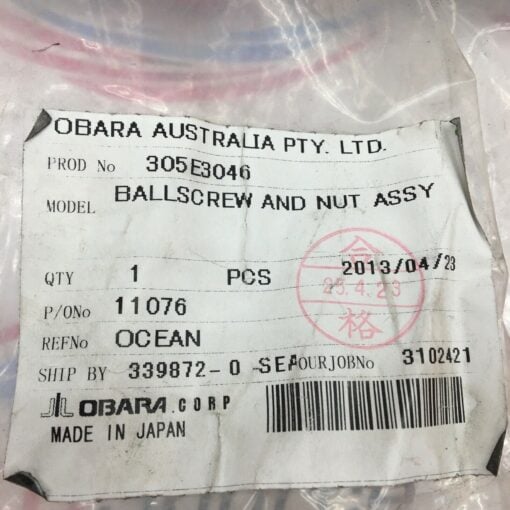 OBARA AUSTRALIA PTY. LTD.
PROD No 305E3046
MODEL BALLSCREW AND NUT ASSY
QTY 1 PCS 2013/04/23
合
25.4.23
格
P/ONo 11076
REFNo OCEAN
SHIP BY 339872-0 SEA OURJOBNo 3102421
OBARA.CORP
MADE IN JAPAN